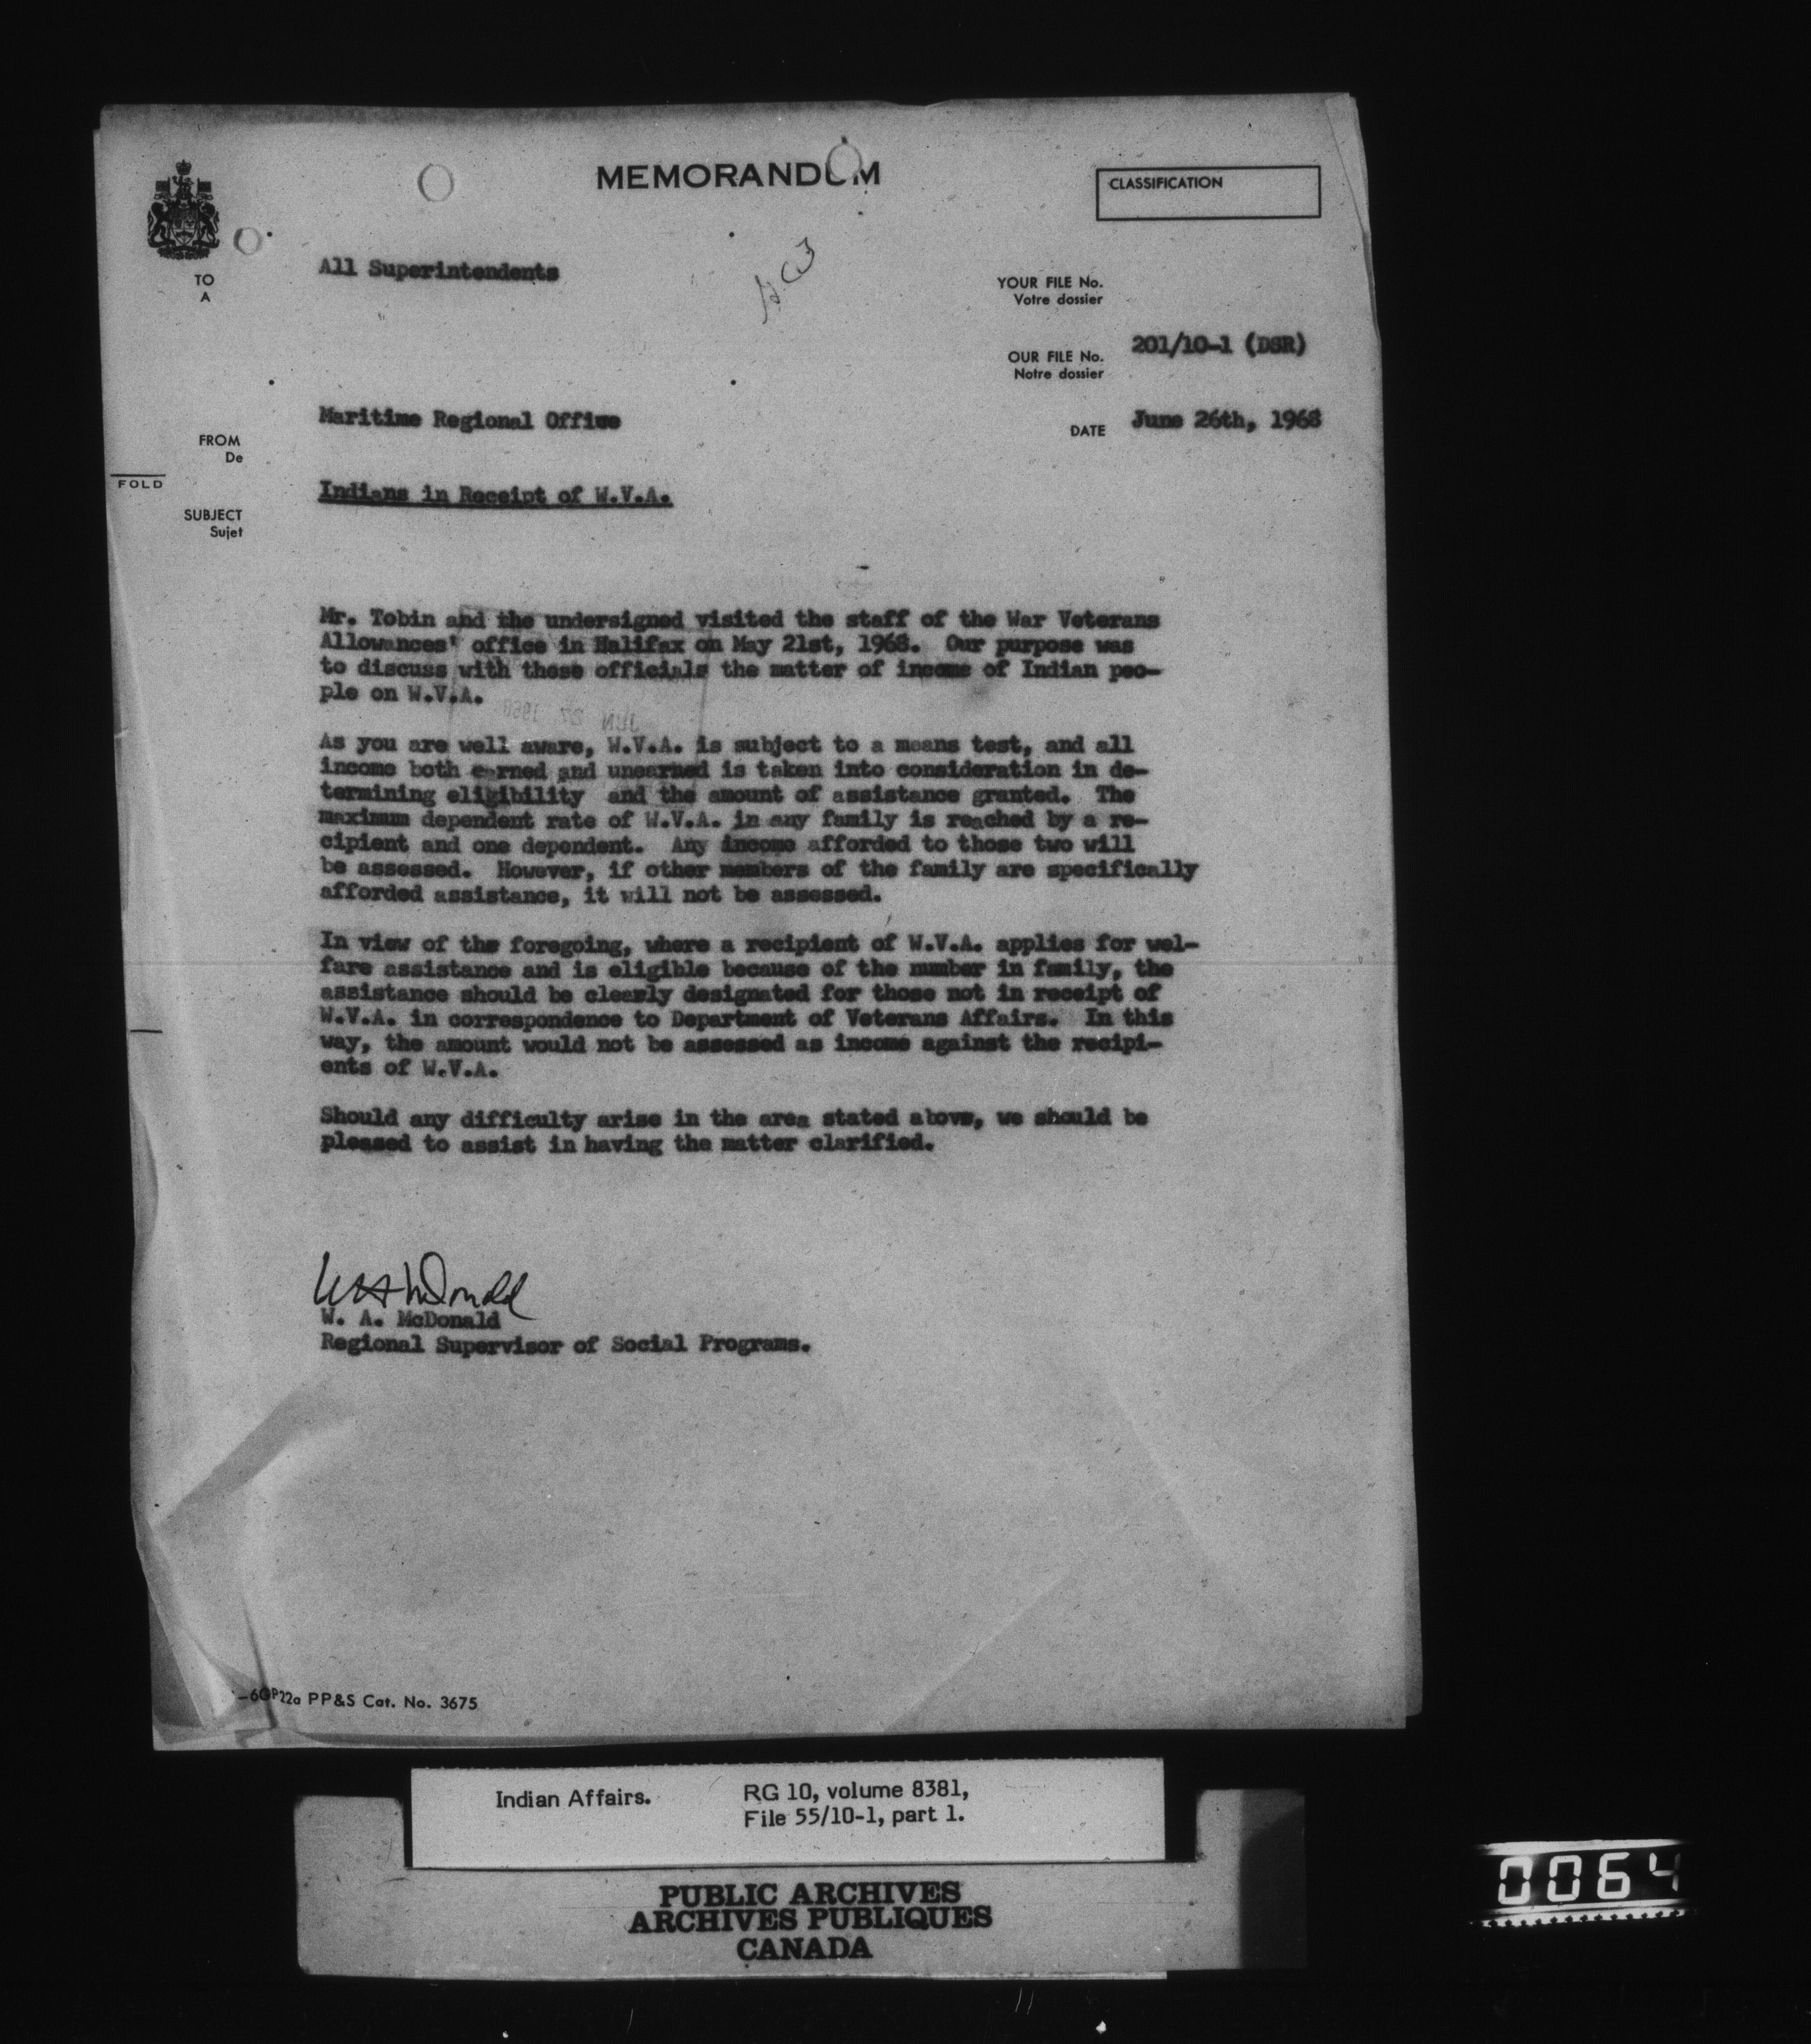 MEMORANDUM
CLASSIFICATION
All Superintendents
TO
A
YOUR FILE No.
Votre dossier
201/10-1 (DSR)
OUR FILE No.
Notre dossier
Maritime Regional Office
June 26th, 1968
DATE
FROM
De
FOLD
Indians in Receipt of W.V.A.
SUBJECT
Sujet
Mr. Tobin and the undersigned visited the staff of the War Veterans
Allowances' office in Halifax on May 21st, 1968. Our purpose was
to discuss with these officials the matter of income of Indian peo-
ple on W.V.A.
JUN 27 1968
As you are well aware, W.V.A. is subject to a means test, and all
income both earned and unearned is taken into consideration in de-
termining eligibility and the amount of assistance granted. The
maximum dependent rate of W.V.A. in any family is reached by a re-
cipient and one dependent. Any income afforded to those two will
be assessed. However, if other members of the family are specifically
afforded assistance, it will not be assessed.
In view of the foregoing, where a recipient of W.V.A. applies for wel-
fare assistance and is eligible because of the number in family, the
assistance should be clearly designated for those not in receipt of
W.V.A. in correspondence to Department of Veterans Affairs. In this
way, the amount would not be assessed as income against the recipi-
ents of W.V.A.
Should any difficulty arise in the area stated above, we should be
pleased to assist in having the matter clarified.
W A McDonald
W. A. McDonald
Regional Supervisor of Social Programs.
22a PP&S Cat. No. 3675
Indian Affairs. RG 10, volume 8381,
File 55/10-1, part 1.
PUBLIC ARCHIVES
ARCHIVES PUBLIQUES
CANADA
0064